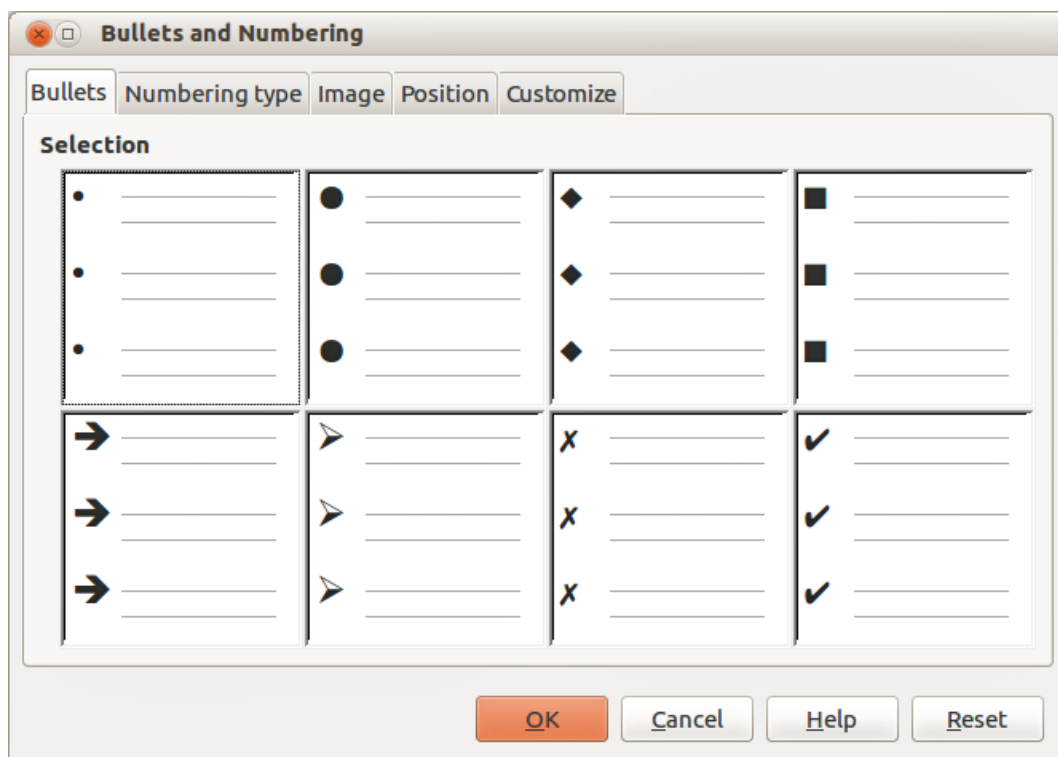 Bullets and Numbering
Bullets Numbering type Image Position Customize
Selection
OK Cancel Help Reset